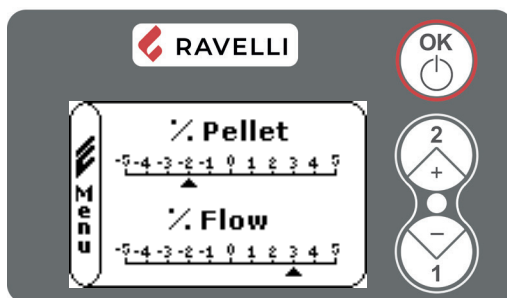 RAVELLI
OK
% Pellet
-5 -4 -3 -2 -1 0 1 2 3 4 5
% Flow
-5 -4 -3 -2 -1 0 1 2 3 4 5
Menu
2
+
−
1